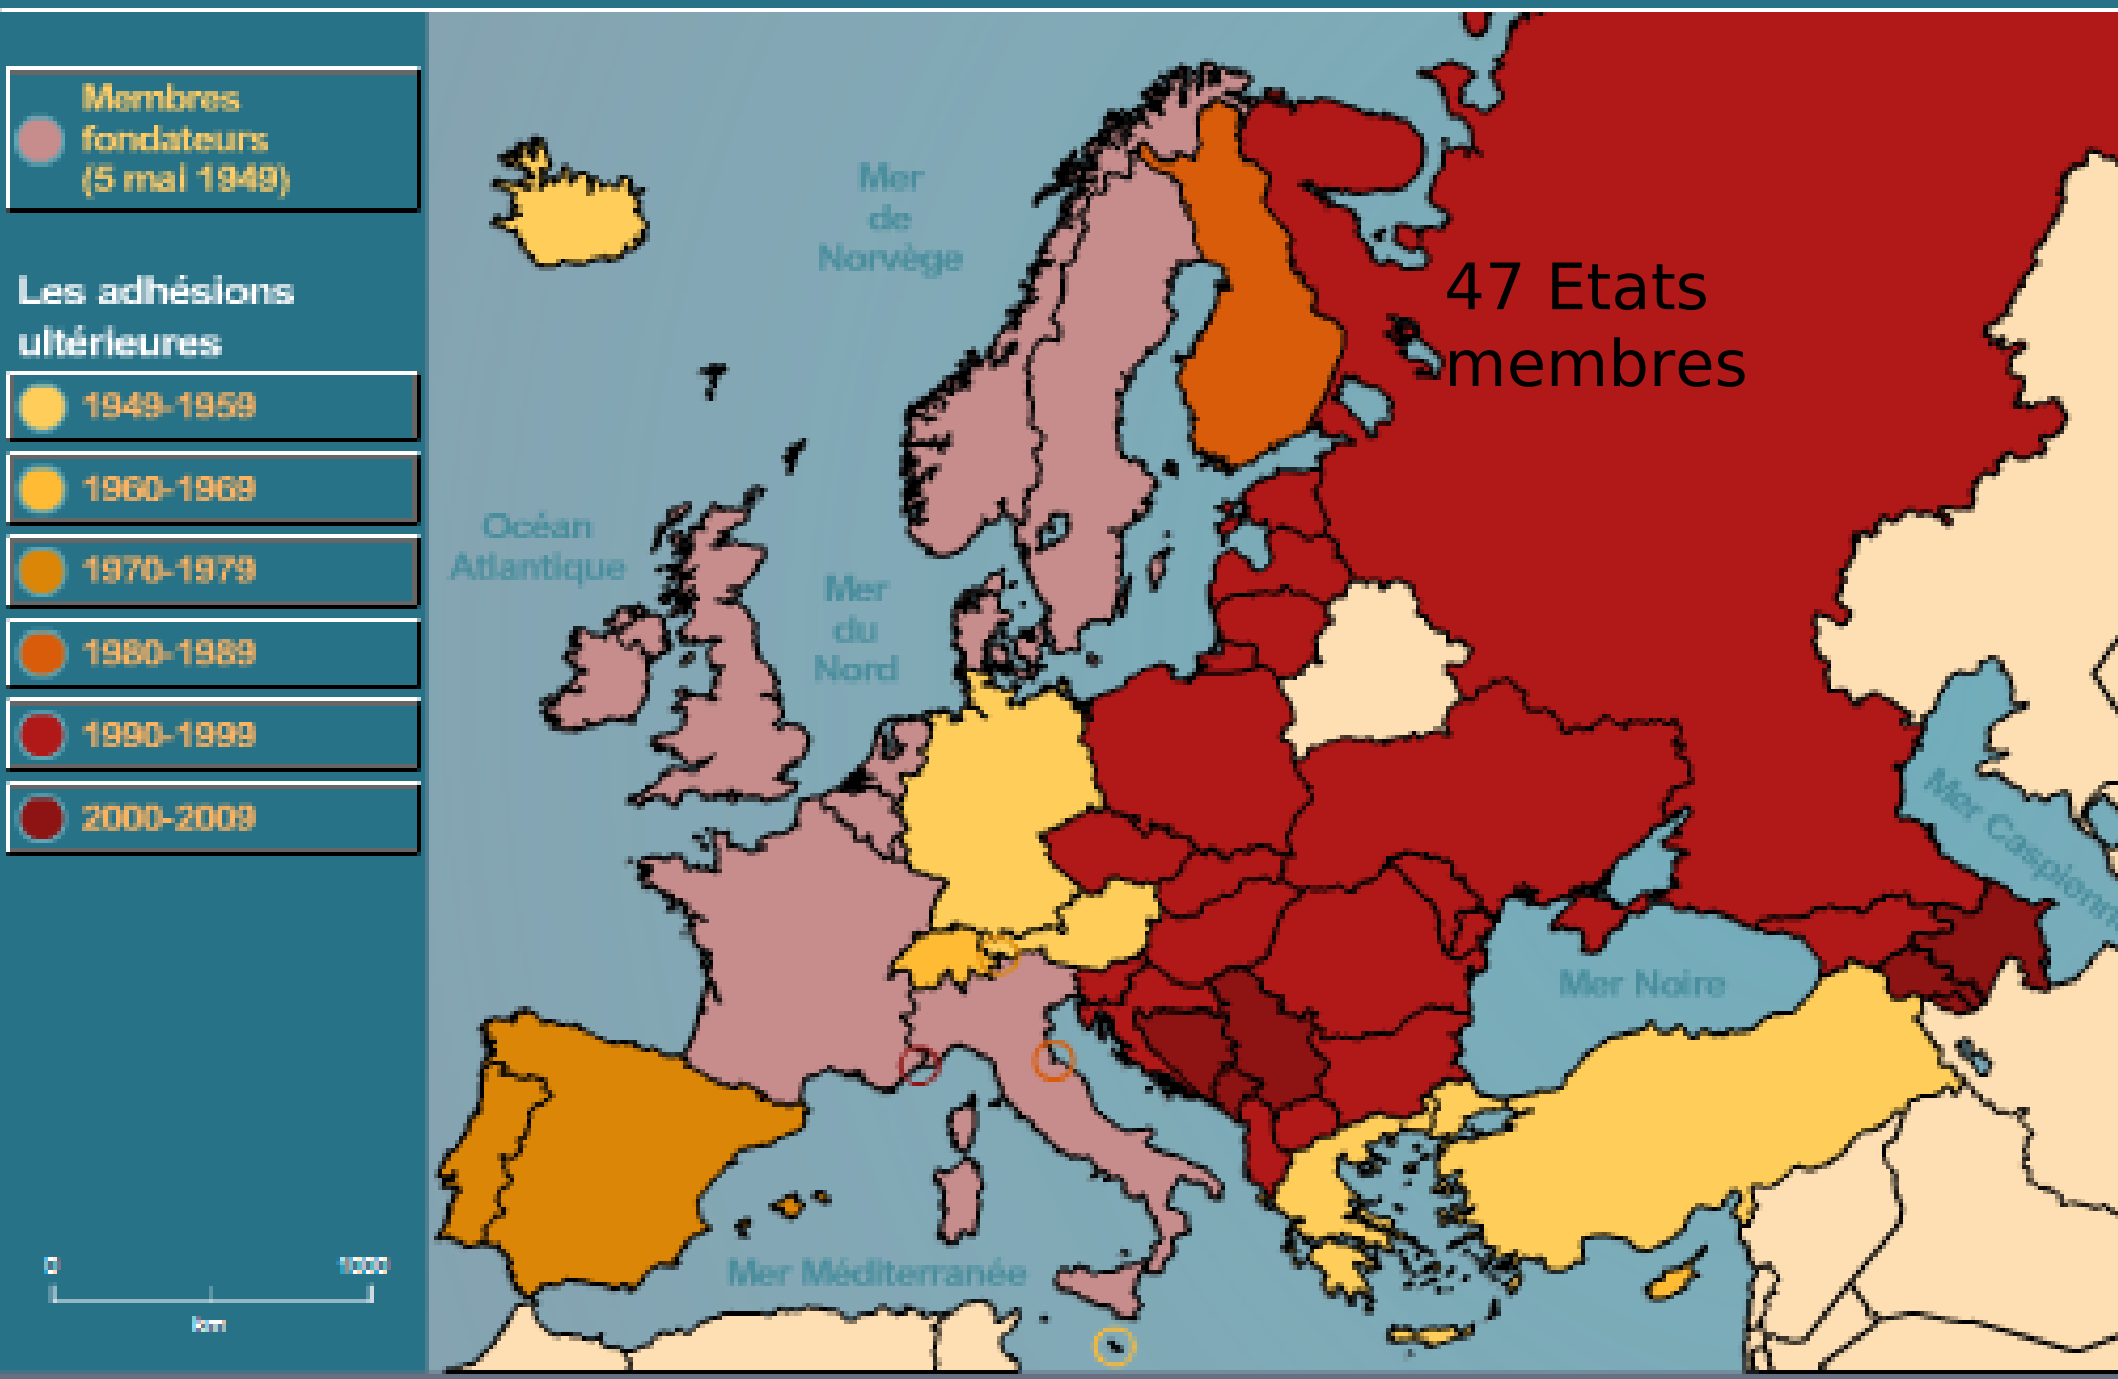 Membres
fondateurs
(5 mai 1949)
Les adhésions
ultérieures
1949-1959
1960-1969
1970-1979
1980-1989
1990-1999
2000-2009
0 1000
km
Mer
de
Norvège
47 Etats
membres
Océan
Atlantique
Mer
du
Nord
Mer Caspienn
Mer Noire
Mer Méditerranée